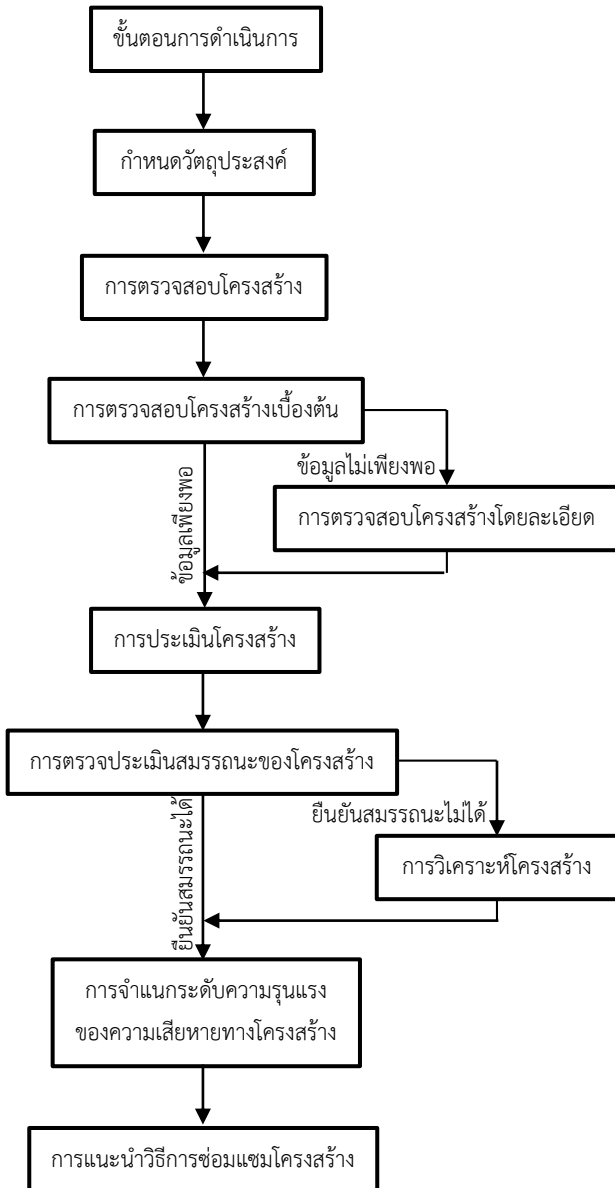 ขั้นตอนการดำเนินการ
กำหนดวัตถุประสงค์
การตรวจสอบโครงสร้าง
การตรวจสอบโครงสร้างเบื้องต้น
ข้อมูลไม่เพียงพอ
ข้อมูลเพียงพอ
การตรวจสอบโครงสร้างโดยละเอียด
การประเมินโครงสร้าง
การตรวจประเมินสมรรถนะของโครงสร้าง
ยืนยันสมรรถนะไม่ได้
ยืนยันสมรรถนะได้
การวิเคราะห์โครงสร้าง
การจำแนกระดับความรุนแรง
ของความเสียหายทางโครงสร้าง
การแนะนำวิธีการซ่อมแซมโครงสร้าง